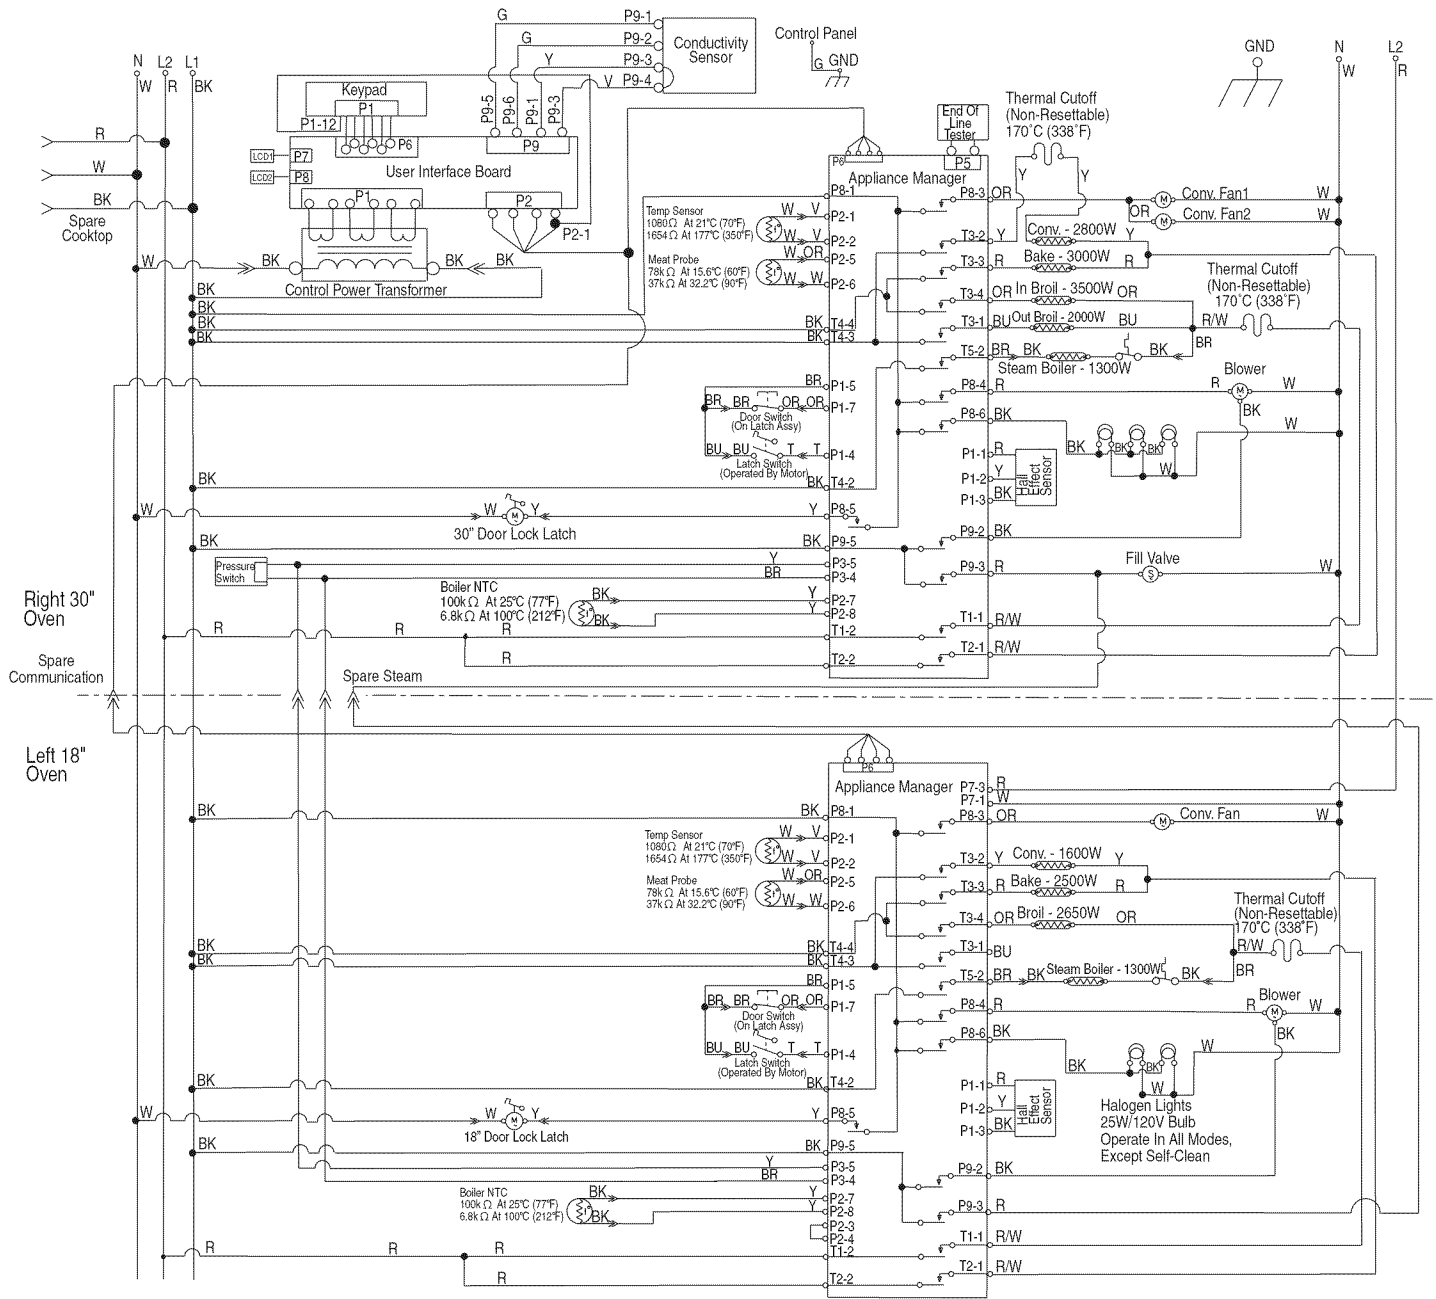 N L2 L1
W R BK
R
W
BK
Spare
Cooktop
G P9-1
G P9-2
Y P9-3
V P9-4
Conductivity
Sensor
Control Panel
G GND
Keypad
P1
P1-12
P6
P9-5 P9-6 P9-1 P9-3
P9
LCD1 P7
LCD2 P8
User Interface Board
P1
P2
P2-1
W BK BK BK
Control Power Transformer
BK
BK
BK
BK
GND
N L2
W R
End Of
Line
Tester
P5
Thermal Cutoff
(Non-Resettable)
170°C (338°F)
Y Y
P6
Appliance Manager
P8-1
Temp Sensor
1080Ω At 21°C (70°F)
1654Ω At 177°C (350°F)
W V P2-1
W V P2-2
Meat Probe
78kΩ At 15.6°C (60°F)
37kΩ At 32.2°C (90°F)
W OR P2-5
W W P2-6
BK T4-4
BK T4-3
P8-3 OR Conv. Fan1 W
OR Conv. Fan2 W
T3-2 Y Conv. - 2800W Y
T3-3 R Bake - 3000W R
T3-4 OR In Broil - 3500W OR
T3-1 BU Out Broil - 2000W BU
R/W
Thermal Cutoff
(Non-Resettable)
170°C (338°F)
T5-2 BR BK BK BR
Steam Boiler - 1300W
BR P1-5
BR BR OR OR P1-7
Door Switch
(On Latch Assy)
BU BU T T P1-4
Latch Switch
(Operated By Motor)
P8-4 R R Blower W
BK
P8-6 BK
BK BK BK W
W
P1-1 R
P1-2 Y
P1-3 BK
Hall
Effect
Sensor
BK BK T4-2
W W Y Y P8-5
30" Door Lock Latch
BK BK P9-5
P9-2 BK
Pressure
Switch
Y P3-5
BR P3-4
P9-3 R Fill Valve W
Boiler NTC
100kΩ At 25°C (77°F)
6.8kΩ At 100°C (212°F)
BK Y P2-7
BK Y P2-8
Right 30"
Oven
R R R T1-2
R T2-2
T1-1 R/W
T2-1 R/W
Spare
Communication
Spare Steam
Left 18"
Oven
P6
Appliance Manager
P7-3 R
P7-1 W
P8-3 OR Conv. Fan W
BK BK P8-1
Temp Sensor
1080Ω At 21°C (70°F)
1654Ω At 177°C (350°F)
W V P2-1
W V P2-2
Meat Probe
78kΩ At 15.6°C (60°F)
37kΩ At 32.2°C (90°F)
W OR P2-5
W W P2-6
T3-2 Y Conv. - 1600W Y
T3-3 R Bake - 2500W R
T3-4 OR Broil - 2650W OR
Thermal Cutoff
(Non-Resettable)
170°C (338°F)
BK BK T4-4
BK BK T4-3
T3-1 BU
R/W
T5-2 BR BK Steam Boiler - 1300W BK BR
BR P1-5
BR BR OR OR P1-7
Door Switch
(On Latch Assy)
BU BU T T P1-4
Latch Switch
(Operated By Motor)
P8-4 R R Blower W
BK
P8-6 BK
BK BK W
W
P1-1 R
P1-2 Y
P1-3 BK
Hall
Effect
Sensor
Halogen Lights
25W/120V Bulb
Operate In All Modes,
Except Self-Clean
BK BK T4-2
W W Y Y P8-5
18" Door Lock Latch
BK BK P9-5
Y P3-5
BR P3-4
P9-2 BK
Boiler NTC
100kΩ At 25°C (77°F)
6.8kΩ At 100°C (212°F)
BK Y P2-7
BK Y P2-8
P2-3
P2-4
P9-3 R
R R R T1-2
R T2-2
T1-1 R/W
T2-1 R/W